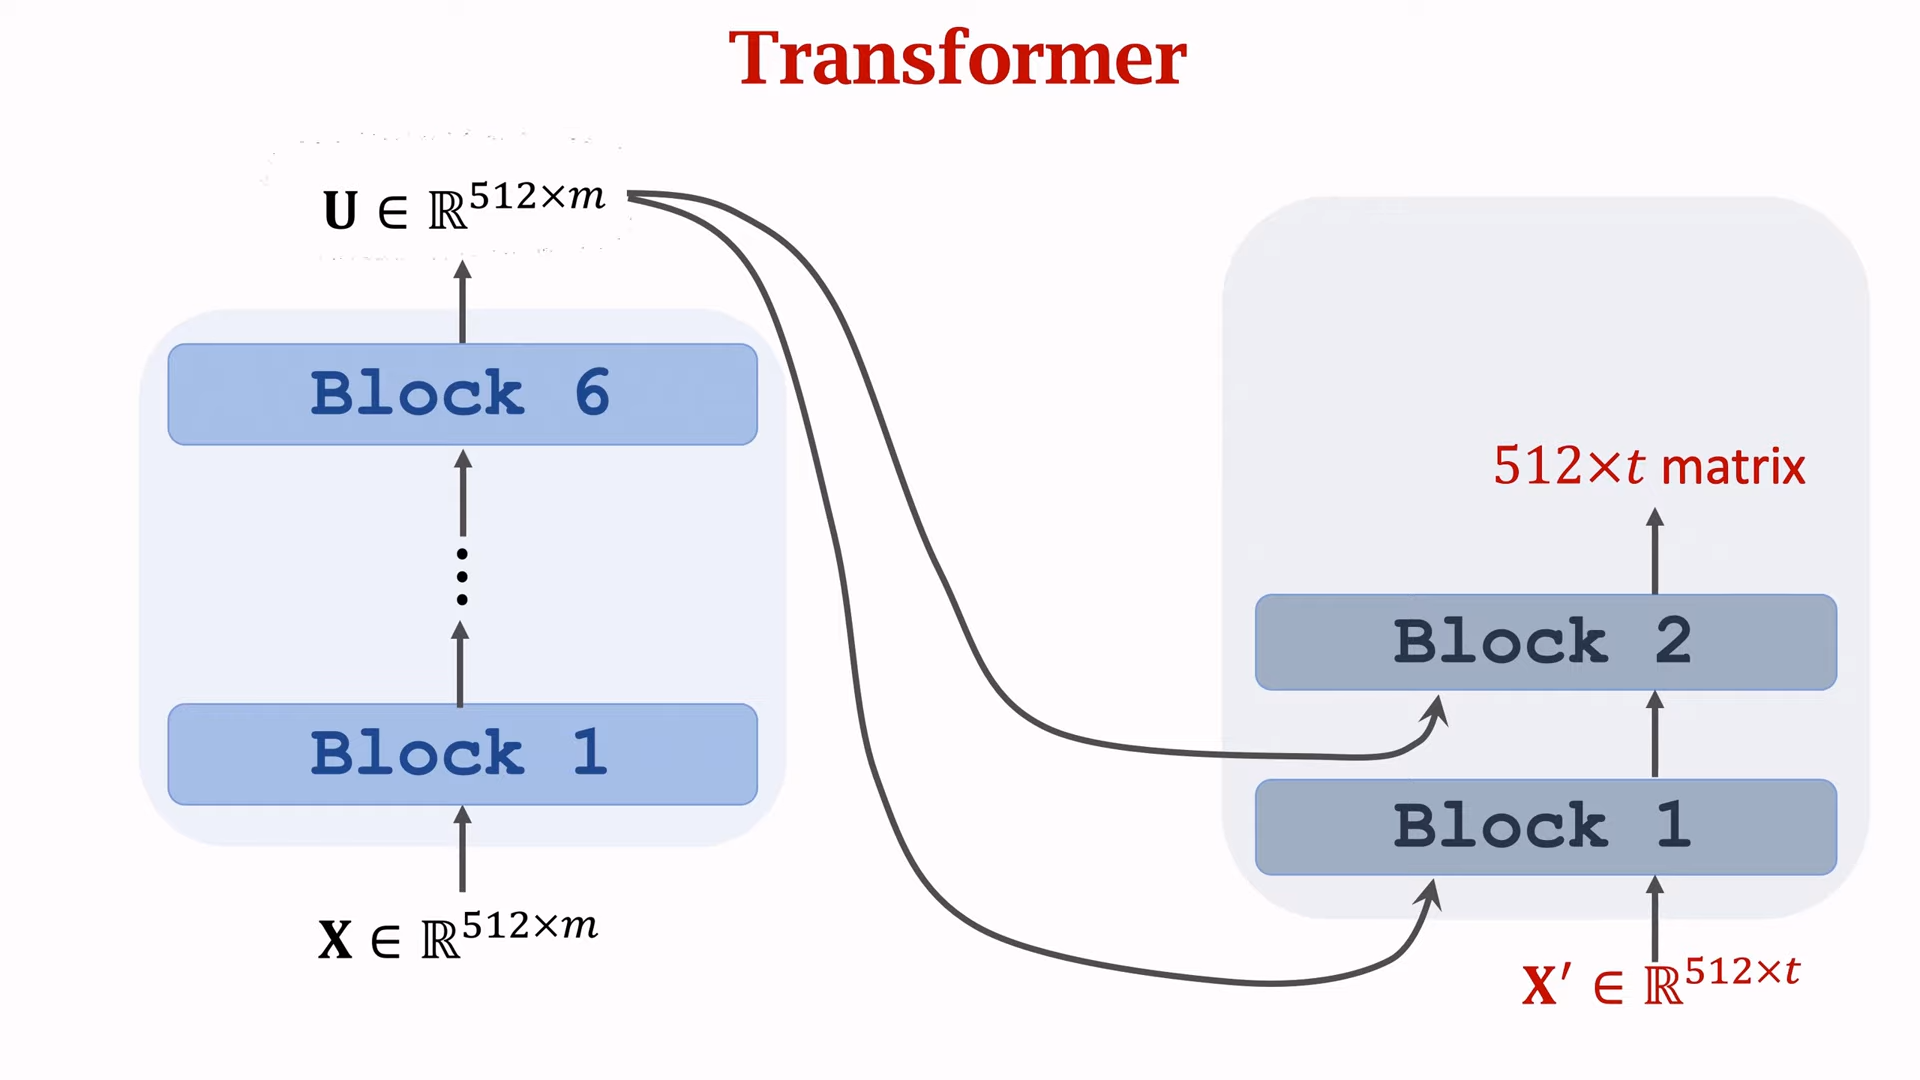 Transformer
U ∈ ℝ^{512×m}
Block 6
Block 1
X ∈ ℝ^{512×m}
512×t matrix
Block 2
Block 1
X′ ∈ ℝ^{512×t}